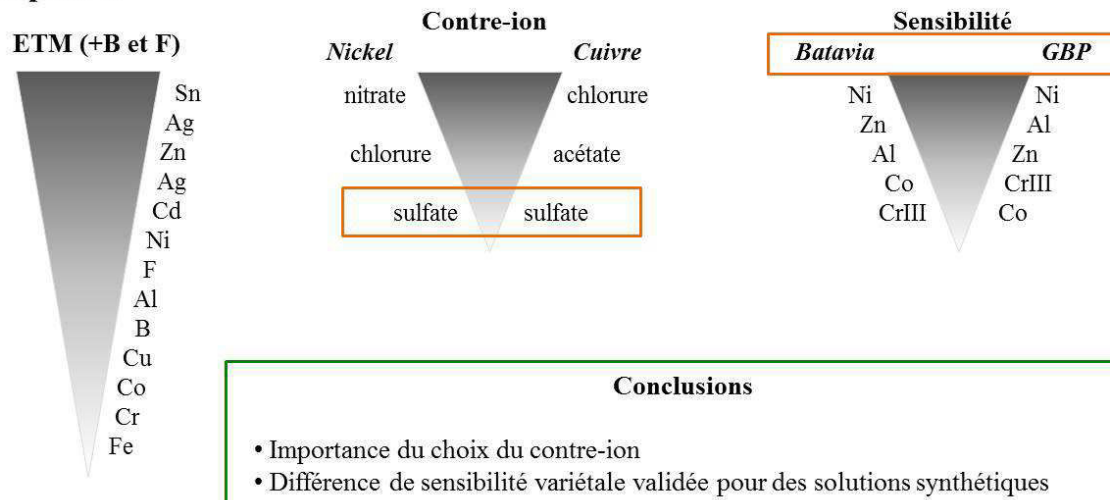 ETM (+B et F)
Sn
Ag
Zn
Ag
Cd
Ni
F
Al
B
Cu
Co
Cr
Fe
Contre-ion
Nickel Cuivre
nitrate chlorure
chlorure acétate
sulfate sulfate
Sensibilité
Batavia GBP
Ni Ni
Zn Al
Al Zn
Co CrIII
CrIII Co
Conclusions
• Importance du choix du contre-ion
• Différence de sensibilité variétale validée pour des solutions synthétiques